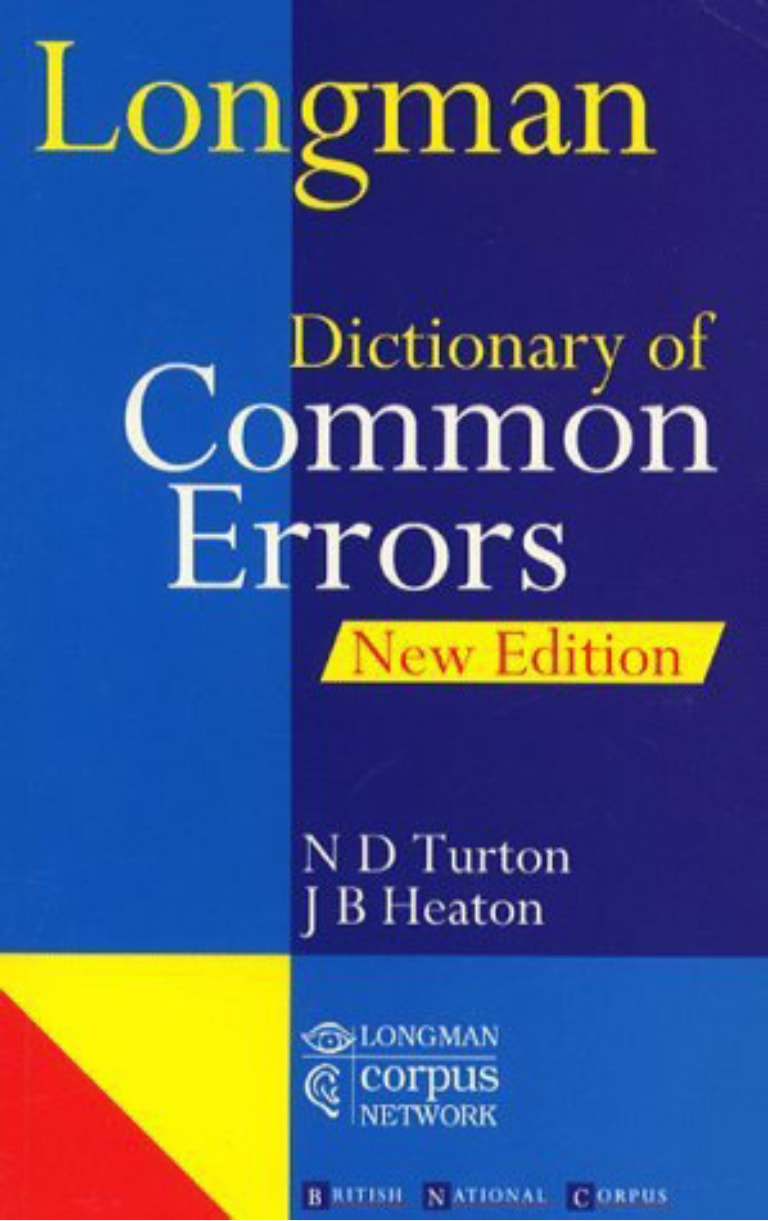 Longman
Dictionary of
Common
Errors
New Edition
N D Turton
J B Heaton
LONGMAN
corpus
NETWORK
BRITISH NATIONAL CORPUS